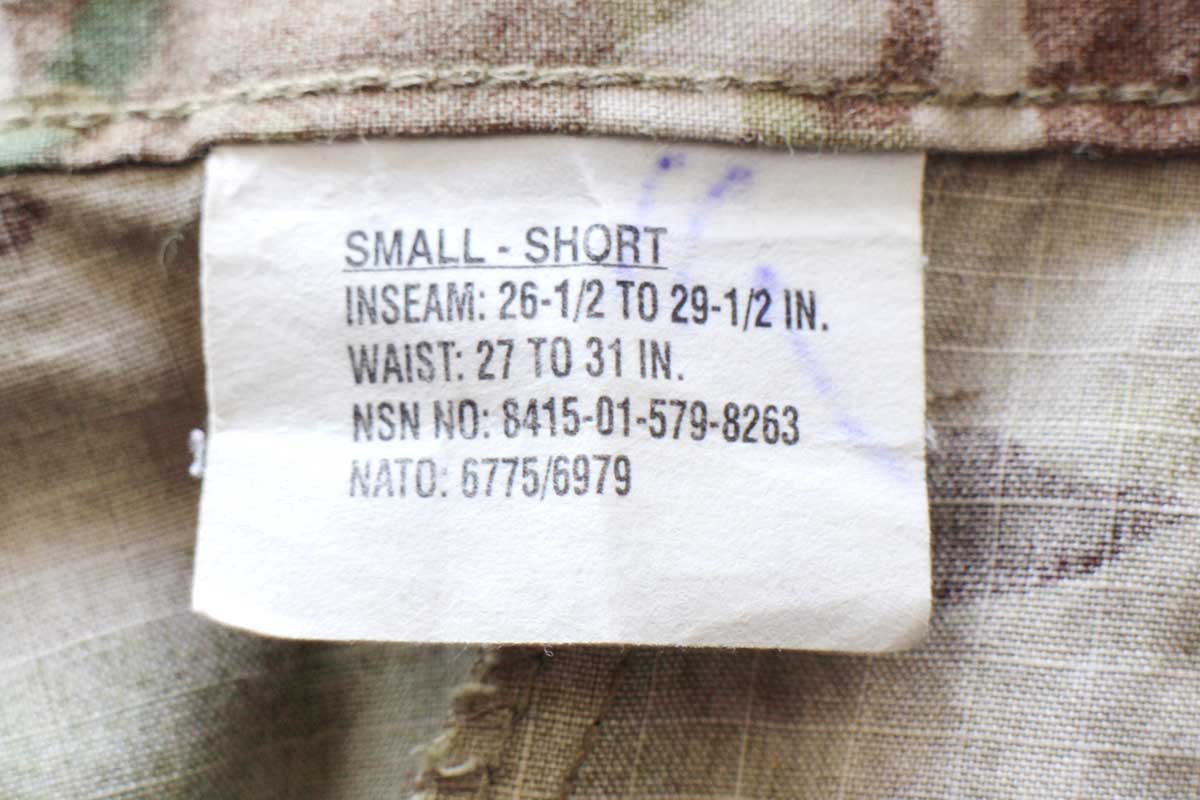 SMALL - SHORT
INSEAM: 26-1/2 TO 29-1/2 IN.
WAIST: 27 TO 31 IN.
NSN NO: 8415-01-579-8263
NATO: 6775/6979